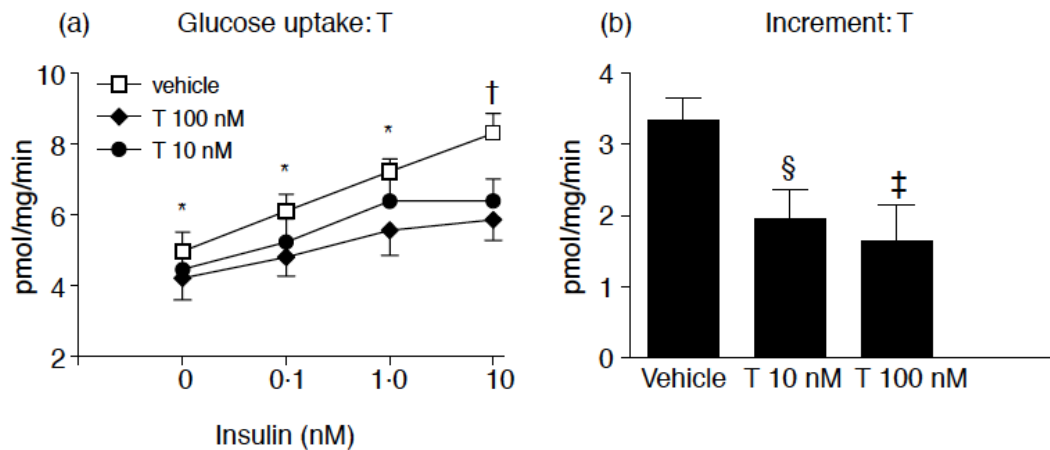 (a) Glucose uptake: T
pmol/mg/min
10
8
6
4
2
vehicle
T 100 nM
T 10 nM
*
*
*
†
0 0·1 1·0 10
Insulin (nM)
(b) Increment: T
pmol/mg/min
4
3
2
1
0
§
‡
Vehicle T 10 nM T 100 nM